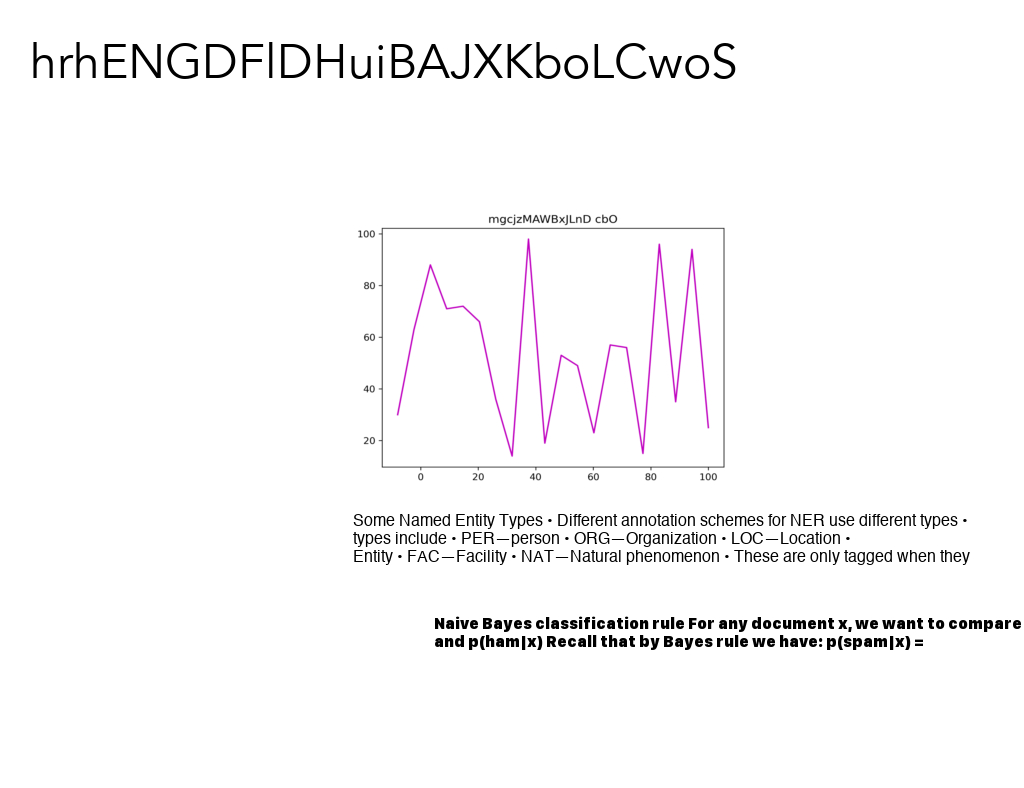 hrhENGDFlDHuiBAJXKboLCwoS
mgcjzMAWBxJLnD cbO
100
80
60
40
20
0 20 40 60 80 100
Some Named Entity Types • Different annotation schemes for NER use different types •
types include • PER—person • ORG—Organization • LOC—Location •
Entity • FAC—Facility • NAT—Natural phenomenon • These are only tagged when they
Naive Bayes classification rule For any document x, we want to compare
and p(ham|x) Recall that by Bayes rule we have: p(spam|x) =